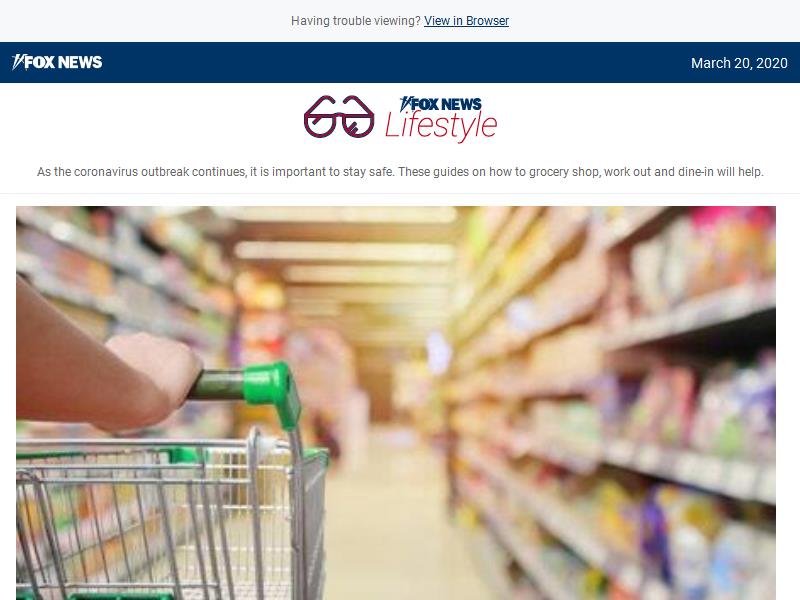 Having trouble viewing? View in Browser
FOX NEWS
March 20, 2020
FOX NEWS
Lifestyle
As the coronavirus outbreak continues, it is important to stay safe. These guides on how to grocery shop, work out and dine-in will help.